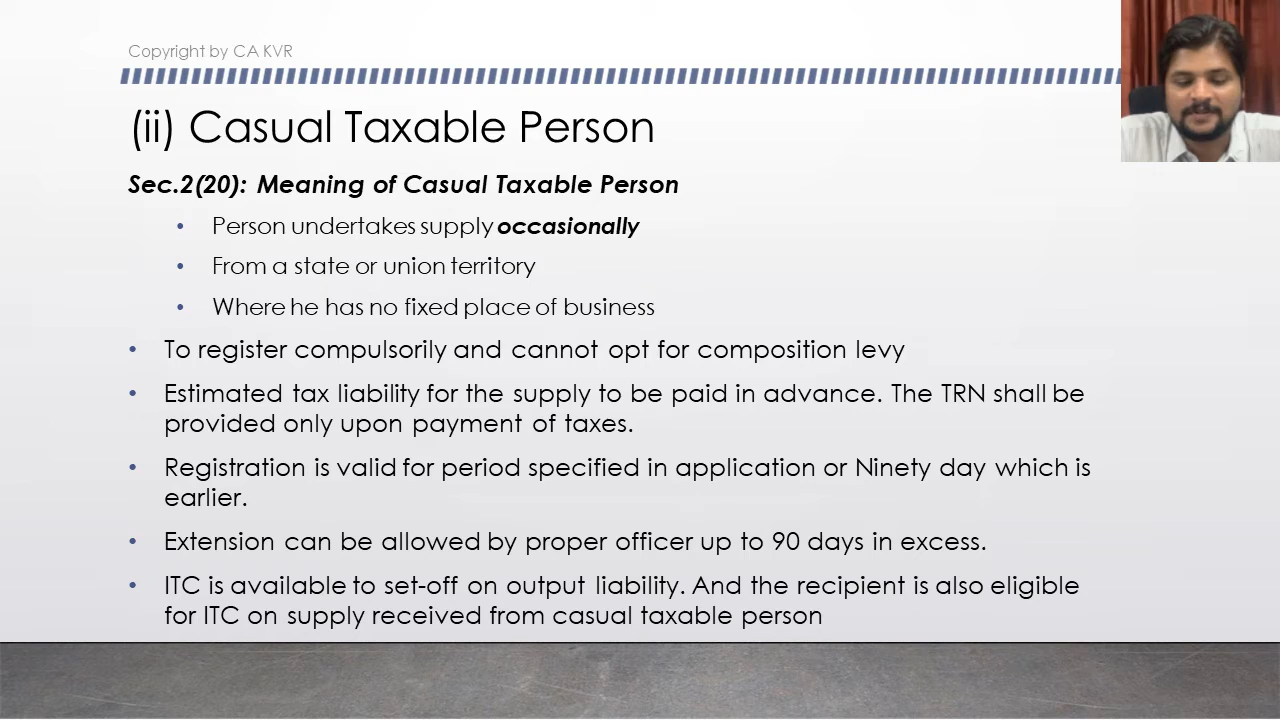 Copyright by CA KVR
(ii) Casual Taxable Person
Sec.2(20): Meaning of Casual Taxable Person
• Person undertakes supply occasionally
• From a state or union territory
• Where he has no fixed place of business
• To register compulsorily and cannot opt for composition levy
• Estimated tax liability for the supply to be paid in advance. The TRN shall be
provided only upon payment of taxes.
• Registration is valid for period specified in application or Ninety day which is
earlier.
• Extension can be allowed by proper officer up to 90 days in excess.
• ITC is available to set-off on output liability. And the recipient is also eligible
for ITC on supply received from casual taxable person